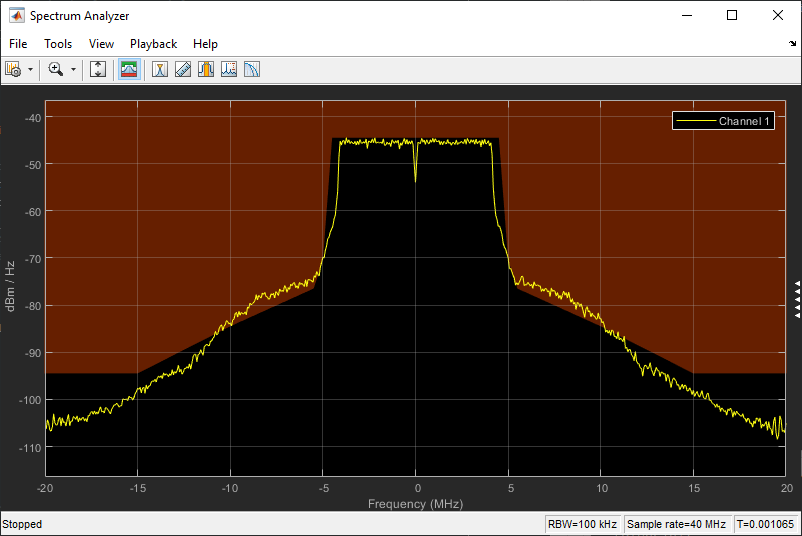 Spectrum Analyzer
File Tools View Playback Help
Channel 1
-40
-50
-60
-70
-80
-90
-100
-110
dBm / Hz
-20 -15 -10 -5 0 5 10 15 20
Frequency (MHz)
Stopped RBW=100 kHz Sample rate=40 MHz T=0.001065